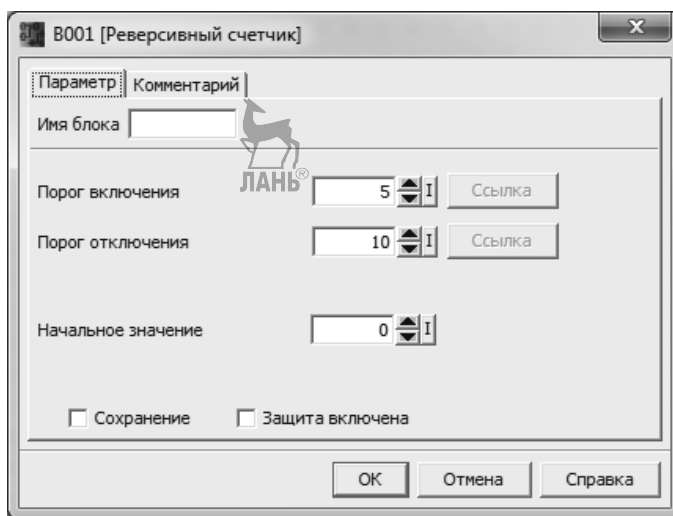 B001 [Реверсивный счетчик]
Параметр Комментарий
Имя блока
ЛАНЬ®
Порог включения 5 I Ссылка
Порог отключения 10 I Ссылка
Начальное значение 0 I
Сохранение Защита включена
OK Отмена Справка